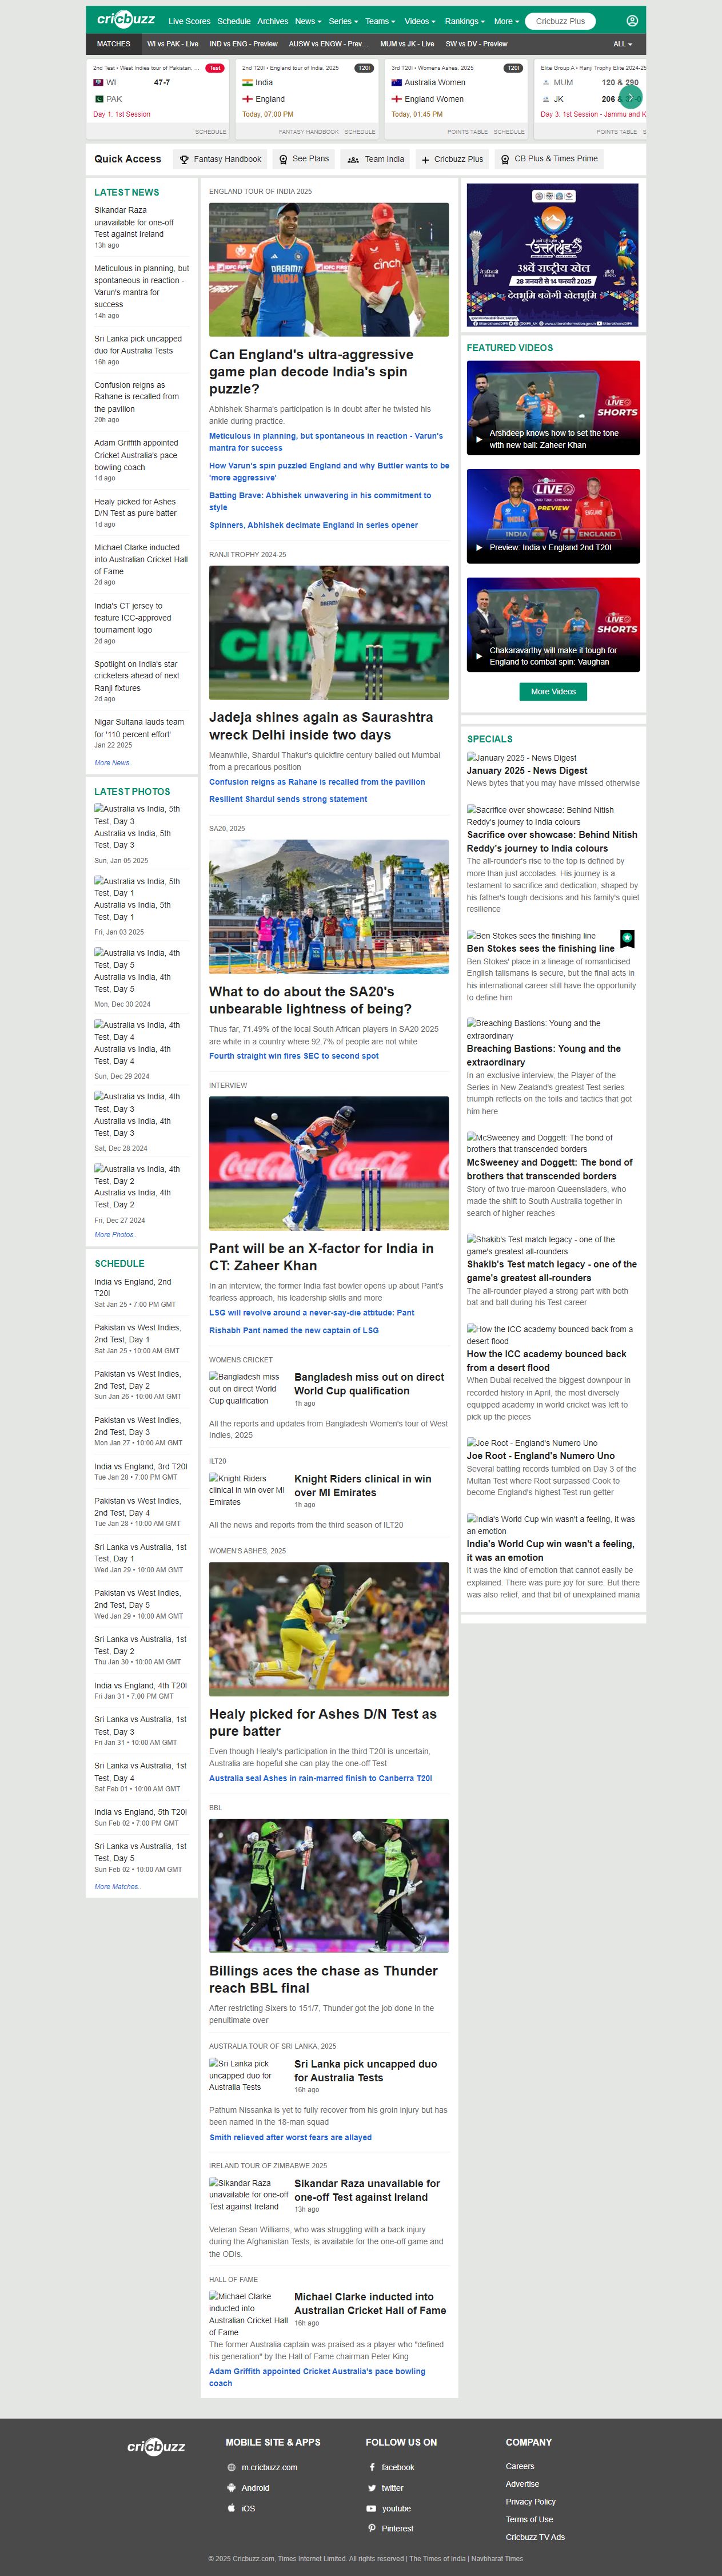 cricbuzz
Live Scores Schedule Archives News Series Teams Videos Rankings More Cricbuzz Plus
MATCHES WI vs PAK - Live IND vs ENG - Preview AUSW vs ENGW - Prev... MUM vs JK - Live SW vs DV - Preview ALL
2nd Test • West Indies tour of Pakistan, ... Test
WI 47-7
PAK
Day 1: 1st Session
SCHEDULE
2nd T20I • England tour of India, 2025 T20I
India
England
Today, 07:00 PM
FANTASY HANDBOOK SCHEDULE
3rd T20I • Womens Ashes, 2025 T20I
Australia Women
England Women
Today, 01:45 PM
POINTS TABLE SCHEDULE
Elite Group A • Ranji Trophy Elite 2024-25
MUM 120 & 290
JK 206 &
Day 3: 1st Session - Jammu and K
POINTS TABLE
Quick Access Fantasy Handbook See Plans Team India Cricbuzz Plus CB Plus & Times Prime
LATEST NEWS
Sikandar Raza
unavailable for one-off
Test against Ireland
13h ago
Meticulous in planning, but
spontaneous in reaction -
Varun's mantra for
success
14h ago
Sri Lanka pick uncapped
duo for Australia Tests
16h ago
Confusion reigns as
Rahane is recalled from
the pavilion
20h ago
Adam Griffith appointed
Cricket Australia's pace
bowling coach
1d ago
Healy picked for Ashes
D/N Test as pure batter
1d ago
Michael Clarke inducted
into Australian Cricket Hall
of Fame
2d ago
India's CT jersey to
feature ICC-approved
tournament logo
2d ago
Spotlight on India's star
cricketers ahead of next
Ranji fixtures
2d ago
Nigar Sultana lauds team
for '110 percent effort'
Jan 22 2025
More News..
LATEST PHOTOS
Australia vs India, 5th
Test, Day 3
Australia vs India, 5th
Test, Day 3
Sun, Jan 05 2025
Australia vs India, 5th
Test, Day 1
Australia vs India, 5th
Test, Day 1
Fri, Jan 03 2025
Australia vs India, 4th
Test, Day 5
Australia vs India, 4th
Test, Day 5
Mon, Dec 30 2024
Australia vs India, 4th
Test, Day 4
Australia vs India, 4th
Test, Day 4
Sun, Dec 29 2024
Australia vs India, 4th
Test, Day 3
Australia vs India, 4th
Test, Day 3
Sat, Dec 28 2024
Australia vs India, 4th
Test, Day 2
Australia vs India, 4th
Test, Day 2
Fri, Dec 27 2024
More Photos..
SCHEDULE
India vs England, 2nd
T20I
Sat Jan 25 • 7:00 PM GMT
Pakistan vs West Indies,
2nd Test, Day 1
Sat Jan 25 • 10:00 AM GMT
Pakistan vs West Indies,
2nd Test, Day 2
Sun Jan 26 • 10:00 AM GMT
Pakistan vs West Indies,
2nd Test, Day 3
Mon Jan 27 • 10:00 AM GMT
India vs England, 3rd T20I
Tue Jan 28 • 7:00 PM GMT
Pakistan vs West Indies,
2nd Test, Day 4
Tue Jan 28 • 10:00 AM GMT
Sri Lanka vs Australia, 1st
Test, Day 1
Wed Jan 29 • 10:00 AM GMT
Pakistan vs West Indies,
2nd Test, Day 5
Wed Jan 29 • 10:00 AM GMT
Sri Lanka vs Australia, 1st
Test, Day 2
Thu Jan 30 • 10:00 AM GMT
India vs England, 4th T20I
Fri Jan 31 • 7:00 PM GMT
Sri Lanka vs Australia, 1st
Test, Day 3
Fri Jan 31 • 10:00 AM GMT
Sri Lanka vs Australia, 1st
Test, Day 4
Sat Feb 01 • 10:00 AM GMT
India vs England, 5th T20I
Sun Feb 02 • 7:00 PM GMT
Sri Lanka vs Australia, 1st
Test, Day 5
Sun Feb 02 • 10:00 AM GMT
More Matches..
ENGLAND TOUR OF INDIA 2025
DREAM11
INDIA
cinch
Can England's ultra-aggressive
game plan decode India's spin
puzzle?
Abhishek Sharma's participation is in doubt after he twisted his
ankle during practice.
Meticulous in planning, but spontaneous in reaction - Varun's
mantra for success
How Varun's spin puzzled England and why Buttler wants to be
'more aggressive'
Batting Brave: Abhishek unwavering in his commitment to
style
Spinners, Abhishek decimate England in series opener
RANJI TROPHY 2024-25
Jadeja shines again as Saurashtra
wreck Delhi inside two days
Meanwhile, Shardul Thakur's quickfire century bailed out Mumbai
from a precarious position
Confusion reigns as Rahane is recalled from the pavilion
Resilient Shardul sends strong statement
SA20, 2025
What to do about the SA20's
unbearable lightness of being?
Thus far, 71.49% of the local South African players in SA20 2025
are white in a country where 92.7% of people are not white
Fourth straight win fires SEC to second spot
INTERVIEW
Pant will be an X-factor for India in
CT: Zaheer Khan
In an interview, the former India fast bowler opens up about Pant's
fearless approach, his leadership skills and more
LSG will revolve around a never-say-die attitude: Pant
Rishabh Pant named the new captain of LSG
WOMENS CRICKET
Bangladesh miss
out on direct World
Cup qualification
Bangladesh miss out on direct
World Cup qualification
1h ago
All the reports and updates from Bangladesh Women's tour of West
Indies, 2025
ILT20
Knight Riders
clinical in win over MI
Emirates
Knight Riders clinical in win
over MI Emirates
1h ago
All the news and reports from the third season of ILT20
WOMEN'S ASHES, 2025
Healy picked for Ashes D/N Test as
pure batter
Even though Healy's participation in the third T20I is uncertain,
Australia are hopeful she can play the one-off Test
Australia seal Ashes in rain-marred finish to Canberra T20I
BBL
Billings aces the chase as Thunder
reach BBL final
After restricting Sixers to 151/7, Thunder got the job done in the
penultimate over
AUSTRALIA TOUR OF SRI LANKA, 2025
Sri Lanka pick
uncapped duo for
Australia Tests
Sri Lanka pick uncapped duo
for Australia Tests
16h ago
Pathum Nissanka is yet to fully recover from his groin injury but has
been named in the 18-man squad
Smith relieved after worst fears are allayed
IRELAND TOUR OF ZIMBABWE 2025
Sikandar Raza
unavailable for one-off
Test against Ireland
Sikandar Raza unavailable for
one-off Test against Ireland
13h ago
Veteran Sean Williams, who was struggling with a back injury
during the Afghanistan Tests, is available for the one-off game and
the ODIs.
HALL OF FAME
Michael Clarke
inducted into
Australian Cricket Hall
of Fame
Michael Clarke inducted into
Australian Cricket Hall of Fame
16h ago
The former Australia captain was praised as a player who "defined
his generation" by the Hall of Fame chairman Peter King
Adam Griffith appointed Cricket Australia's pace bowling
coach
उत्तराखण्ड
38वें राष्ट्रीय खेल
28 जनवरी से 14 फरवरी 2025
देवभूमि बनेगी खेलभूमि
FEATURED VIDEOS
LIVE
SHORTS
Arshdeep knows how to set the tone
with new ball: Zaheer Khan
LIVE
PREVIEW
INDIA ENGLAND
Preview: India v England 2nd T20I
LIVE
SHORTS
Chakaravarthy will make it tough for
England to combat spin: Vaughan
More Videos
SPECIALS
January 2025 - News Digest
January 2025 - News Digest
News bytes that you may have missed otherwise
Sacrifice over showcase: Behind Nitish
Reddy's journey to India colours
Sacrifice over showcase: Behind Nitish
Reddy's journey to India colours
The all-rounder's rise to the top is defined by
more than just accolades. His journey is a
testament to sacrifice and dedication, shaped by
his father's tough decisions and his family's quiet
resilience
Ben Stokes sees the finishing line
Ben Stokes sees the finishing line
Ben Stokes' place in a lineage of romanticised
English talismans is secure, but the final acts in
his international career still have the opportunity
to define him
Breaching Bastions: Young and the
extraordinary
Breaching Bastions: Young and the
extraordinary
In an exclusive interview, the Player of the
Series in New Zealand's greatest Test series
triumph reflects on the toils and tactics that got
him here
McSweeney and Doggett: The bond of
brothers that transcended borders
McSweeney and Doggett: The bond of
brothers that transcended borders
Story of two true-maroon Queensladers, who
made the shift to South Australia together in
search of higher reaches
Shakib's Test match legacy - one of the
game's greatest all-rounders
Shakib's Test match legacy - one of the
game's greatest all-rounders
The all-rounder played a strong part with both
bat and ball during his Test career
How the ICC academy bounced back from a
desert flood
How the ICC academy bounced back
from a desert flood
When Dubai received the biggest downpour in
recorded history in April, the most diversely
equipped academy in world cricket was left to
pick up the pieces
Joe Root - England's Numero Uno
Joe Root - England's Numero Uno
Several batting records tumbled on Day 3 of the
Multan Test where Root surpassed Cook to
become England's highest Test run getter
India's World Cup win wasn't a feeling, it was
an emotion
India's World Cup win wasn't a feeling,
it was an emotion
It was the kind of emotion that cannot easily be
explained. There was pure joy for sure. But there
was also relief, and that bit of unexplained mania
cricbuzz
MOBILE SITE & APPS
m.cricbuzz.com
Android
iOS
FOLLOW US ON
facebook
twitter
youtube
Pinterest
COMPANY
Careers
Advertise
Privacy Policy
Terms of Use
Cricbuzz TV Ads
© 2025 Cricbuzz.com, Times Internet Limited. All rights reserved | The Times of India | Navbharat Times